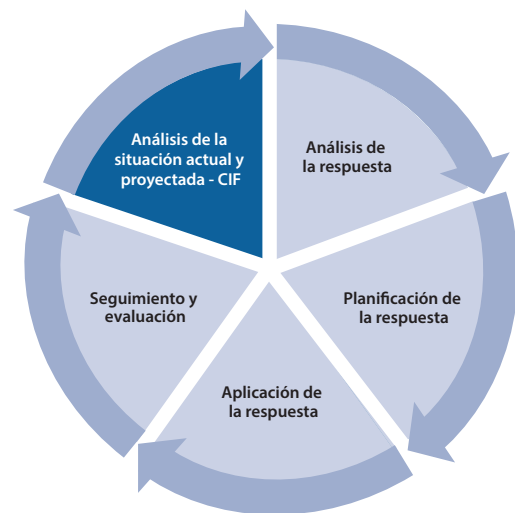 Análisis de la
situación actual y
proyectada - CIF
Análisis de
la respuesta
Planificación de
la respuesta
Aplicación de
la respuesta
Seguimiento y
evaluación